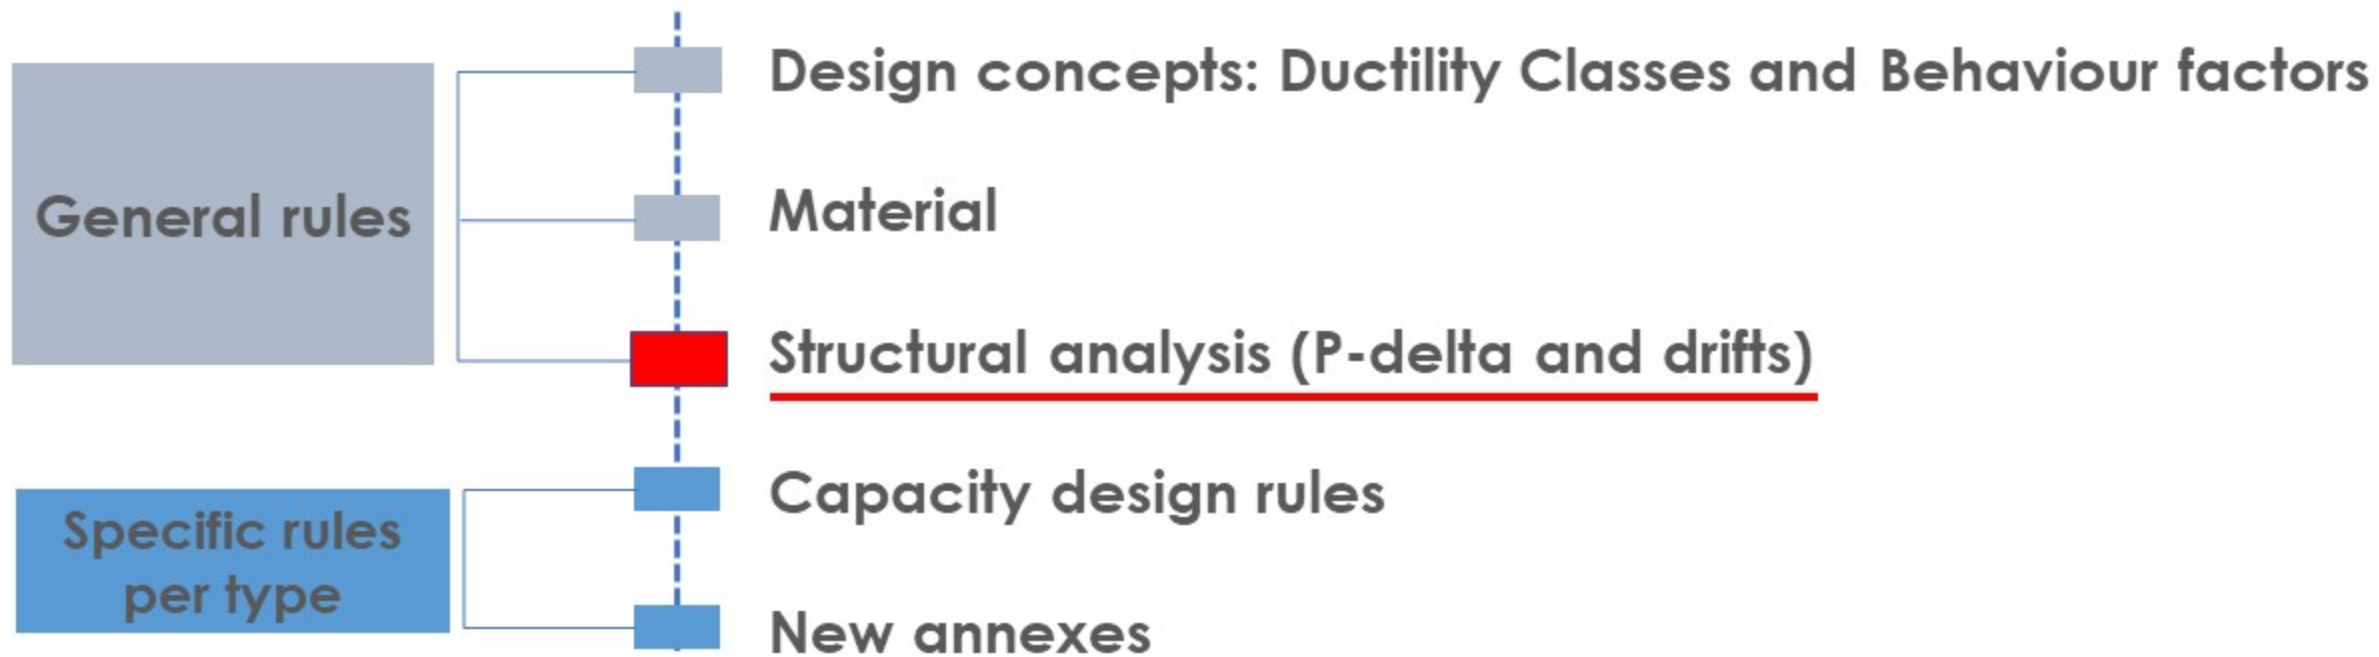 Design concepts: Ductility Classes and Behaviour factors
General rules
Material
Structural analysis (P-delta and drifts)
Specific rules
per type
Capacity design rules
New annexes